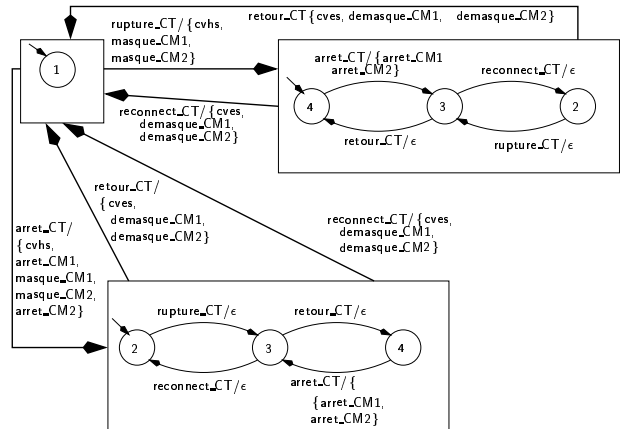 retour_CT{cves, demasque_CM1, demasque_CM2}
rupture_CT/{cvhs,
masque_CM1,
masque_CM2}
1
arret_CT/{arret_CM1
arret_CM2}
reconnect_CT/ϵ
4
3
2
retour_CT/ϵ
rupture_CT/ϵ
reconnect_CT/{cves,
demasque_CM1,
demasque_CM2}
retour_CT/
{cves,
demasque_CM1,
demasque_CM2}
reconnect_CT/{cves,
demasque_CM1,
demasque_CM2}
arret_CT/
{cvhs,
arret_CM1,
masque_CM1,
masque_CM2,
arret_CM2}
rupture_CT/ϵ
retour_CT/ϵ
2
3
4
reconnect_CT/ϵ
arret_CT/{
{arret_CM1,
arret_CM2}